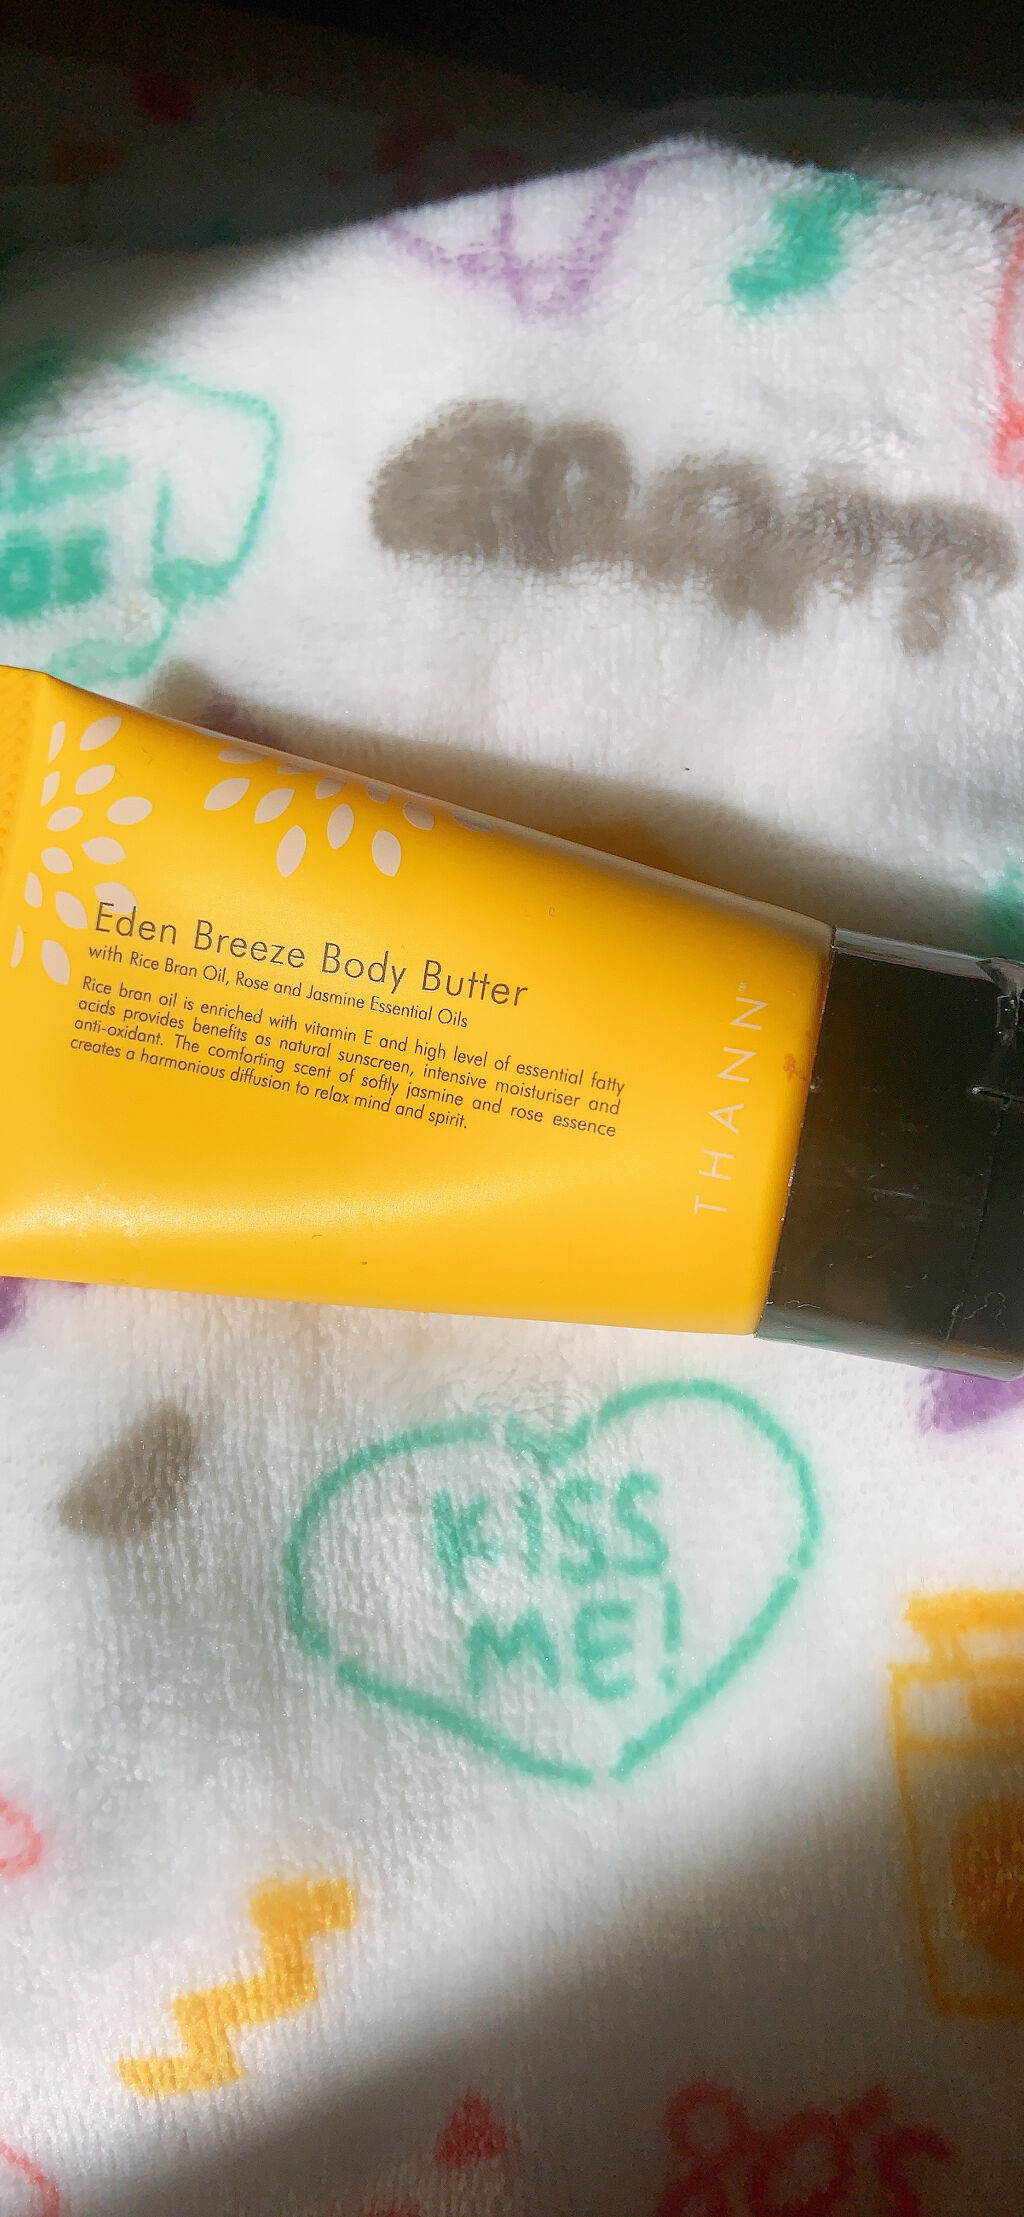 Eden Breeze Body Butter
with Rice Bran Oil, Rose and Jasmine Essential Oils
Rice bran oil is enriched with vitamin E and high level of essential fatty
acids provides benefits as natural sunscreen, intensive moisturiser and
anti-oxidant. The comforting scent of softly jasmine and rose essence
creates a harmonious diffusion to relax mind and spirit.
THANN™
KISS
ME!
80's